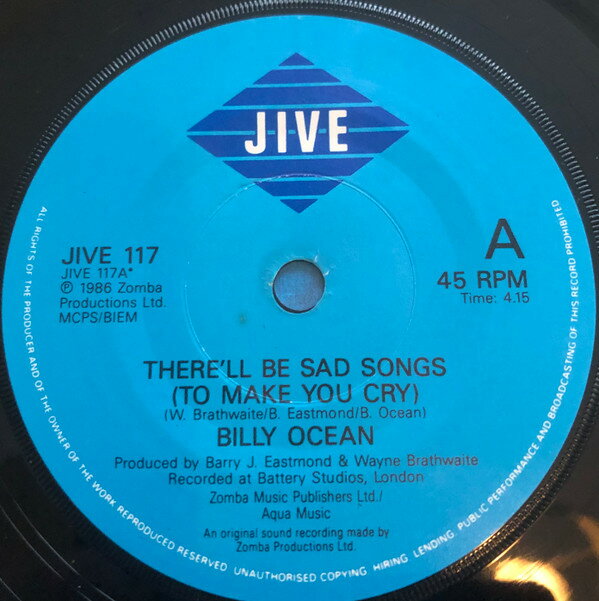 JIVE
JIVE 117
JIVE 117A*
℗ 1986 Zomba
Productions Ltd.
MCPS/BIEM
A
45 RPM
Time: 4.15
THERE'LL BE SAD SONGS
(TO MAKE YOU CRY)
(W. Brathwaite/B. Eastmond/B. Ocean)
BILLY OCEAN
Produced by Barry J. Eastmond & Wayne Brathwaite
Recorded at Battery Studios, London
Zomba Music Publishers Ltd./
Aqua Music
An original sound recording made by
Zomba Productions Ltd.
ALL RIGHTS OF THE PRODUCER AND OF THE OWNER OF THE WORK REPRODUCED RESERVED UNAUTHORISED COPYING, HIRING, LENDING, PUBLIC PERFORMANCE AND BROADCASTING OF THIS RECORD PROHIBITED